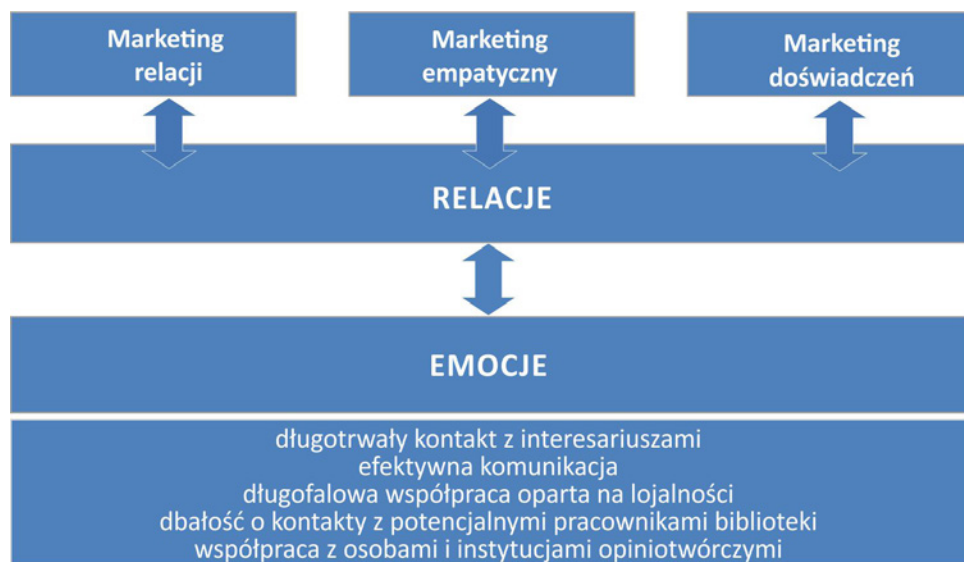 Marketing
relacji
Marketing
empatyczny
Marketing
doświadczeń
RELACJE
EMOCJE
długotrwały kontakt z interesariuszami
efektywna komunikacja
długofalowa współpraca oparta na lojalności
dbałość o kontakty z potencjalnymi pracownikami biblioteki
współpraca z osobami i instytucjami opiniotwórczymi